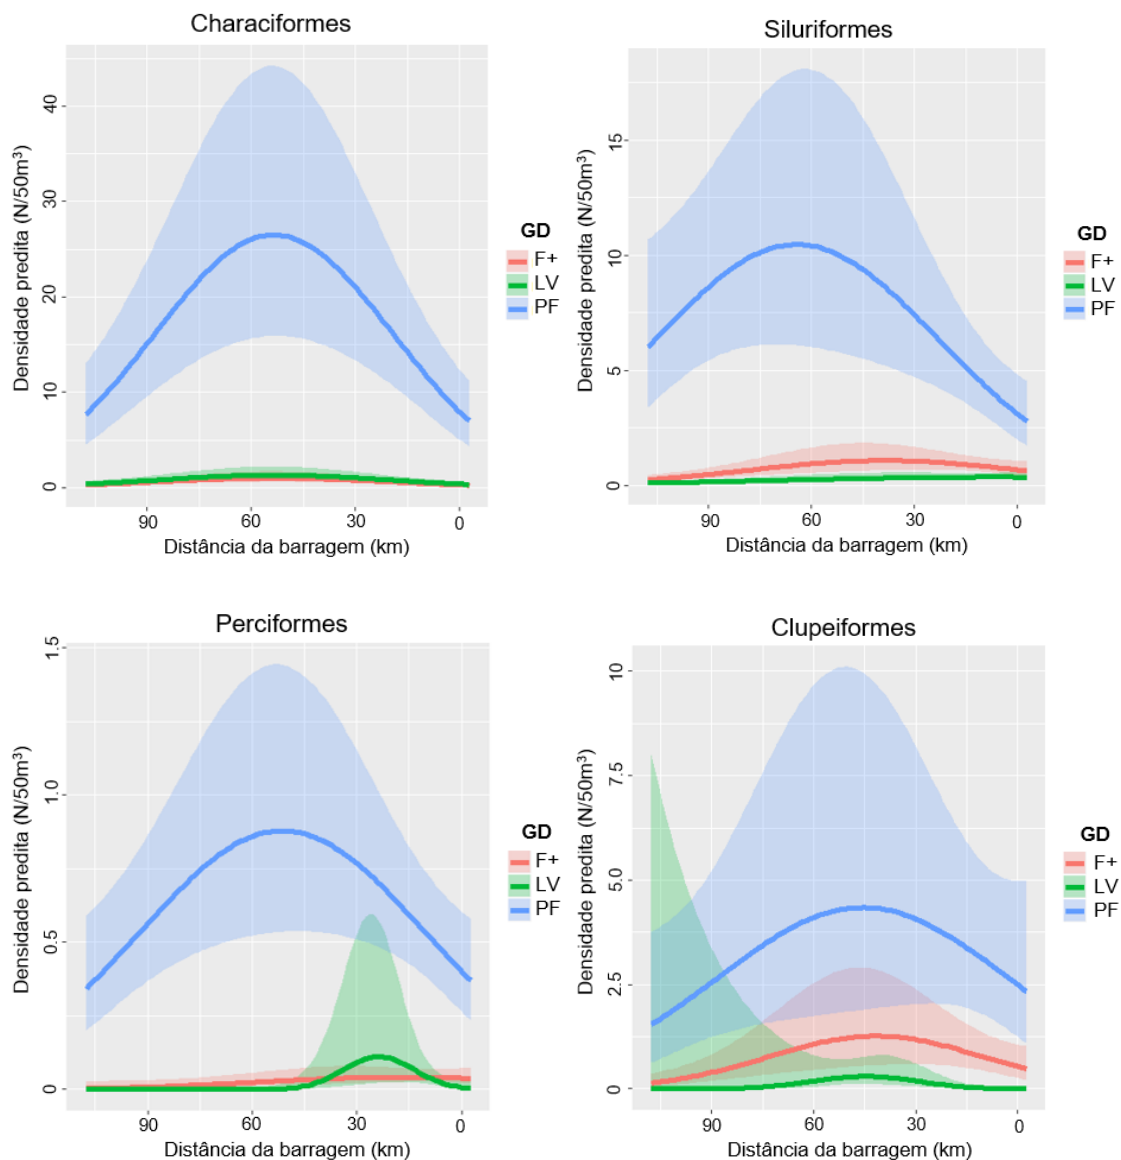 Characiformes
Densidade predita (N/50m³)
40
30
20
10
0
90 60 30 0
Distância da barragem (km)
GD
F+
LV
PF
Siluriformes
Densidade predita (N/50m³)
15
10
5
0
90 60 30 0
Distância da barragem (km)
GD
F+
LV
PF
Perciformes
Densidade predita (N/50m³)
1.5
1.0
0.5
0
90 60 30 0
Distância da barragem (km)
GD
F+
LV
PF
Clupeiformes
Densidade predita (N/50m³)
10
7.5
5.0
2.5
0
90 60 30 0
Distância da barragem (km)
GD
F+
LV
PF